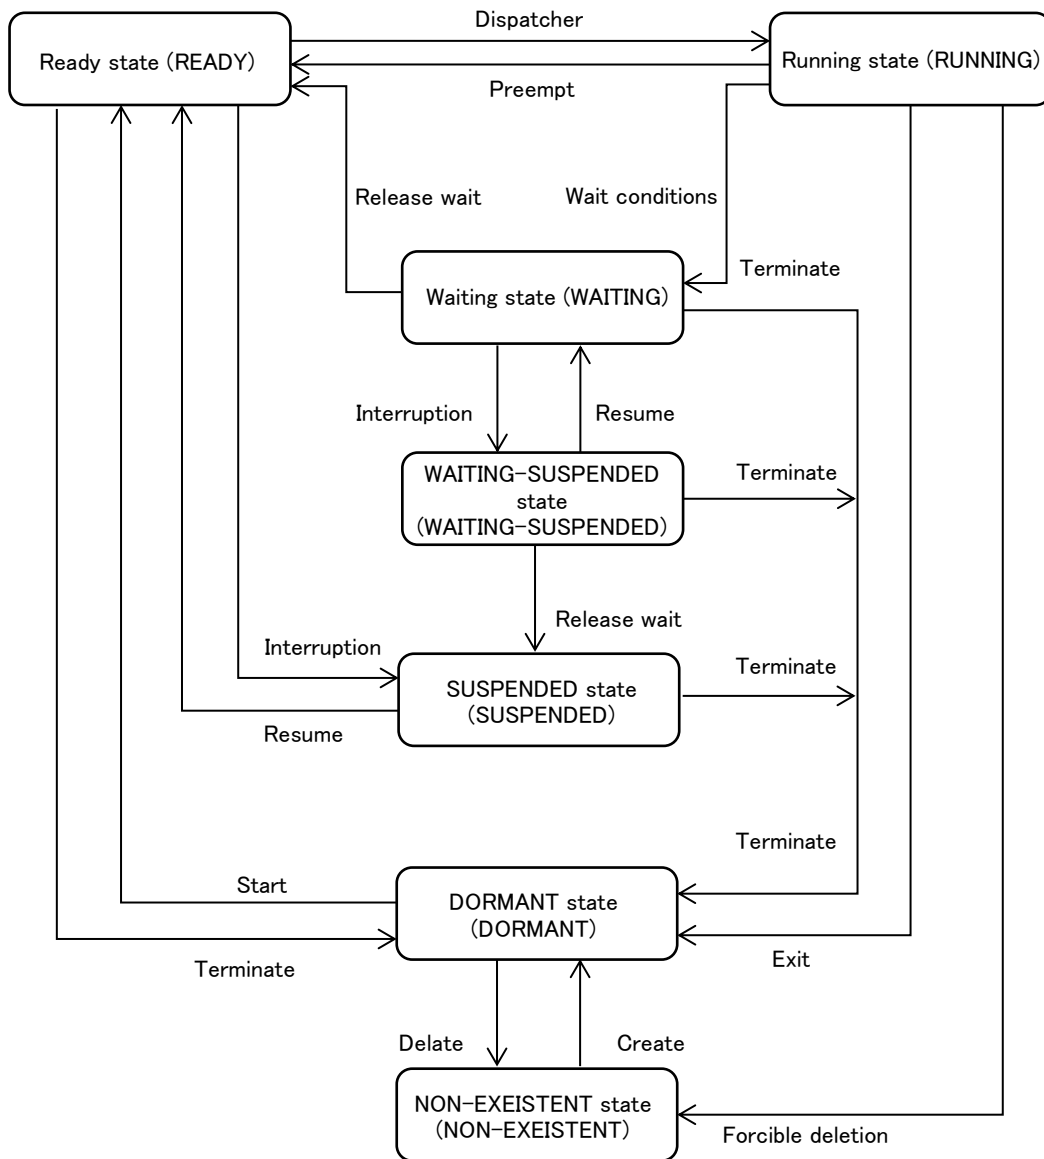 Dispatcher
Ready state (READY)
Running state (RUNNING)
Preempt
Release wait
Wait conditions
Terminate
Waiting state (WAITING)
Interruption
Resume
WAITING-SUSPENDED
state
(WAITING-SUSPENDED)
Terminate
Release wait
Interruption
Terminate
SUSPENDED state
(SUSPENDED)
Resume
Terminate
Start
DORMANT state
(DORMANT)
Terminate
Exit
Delate
Create
NON-EXEISTENT state
(NON-EXEISTENT)
Forcible deletion